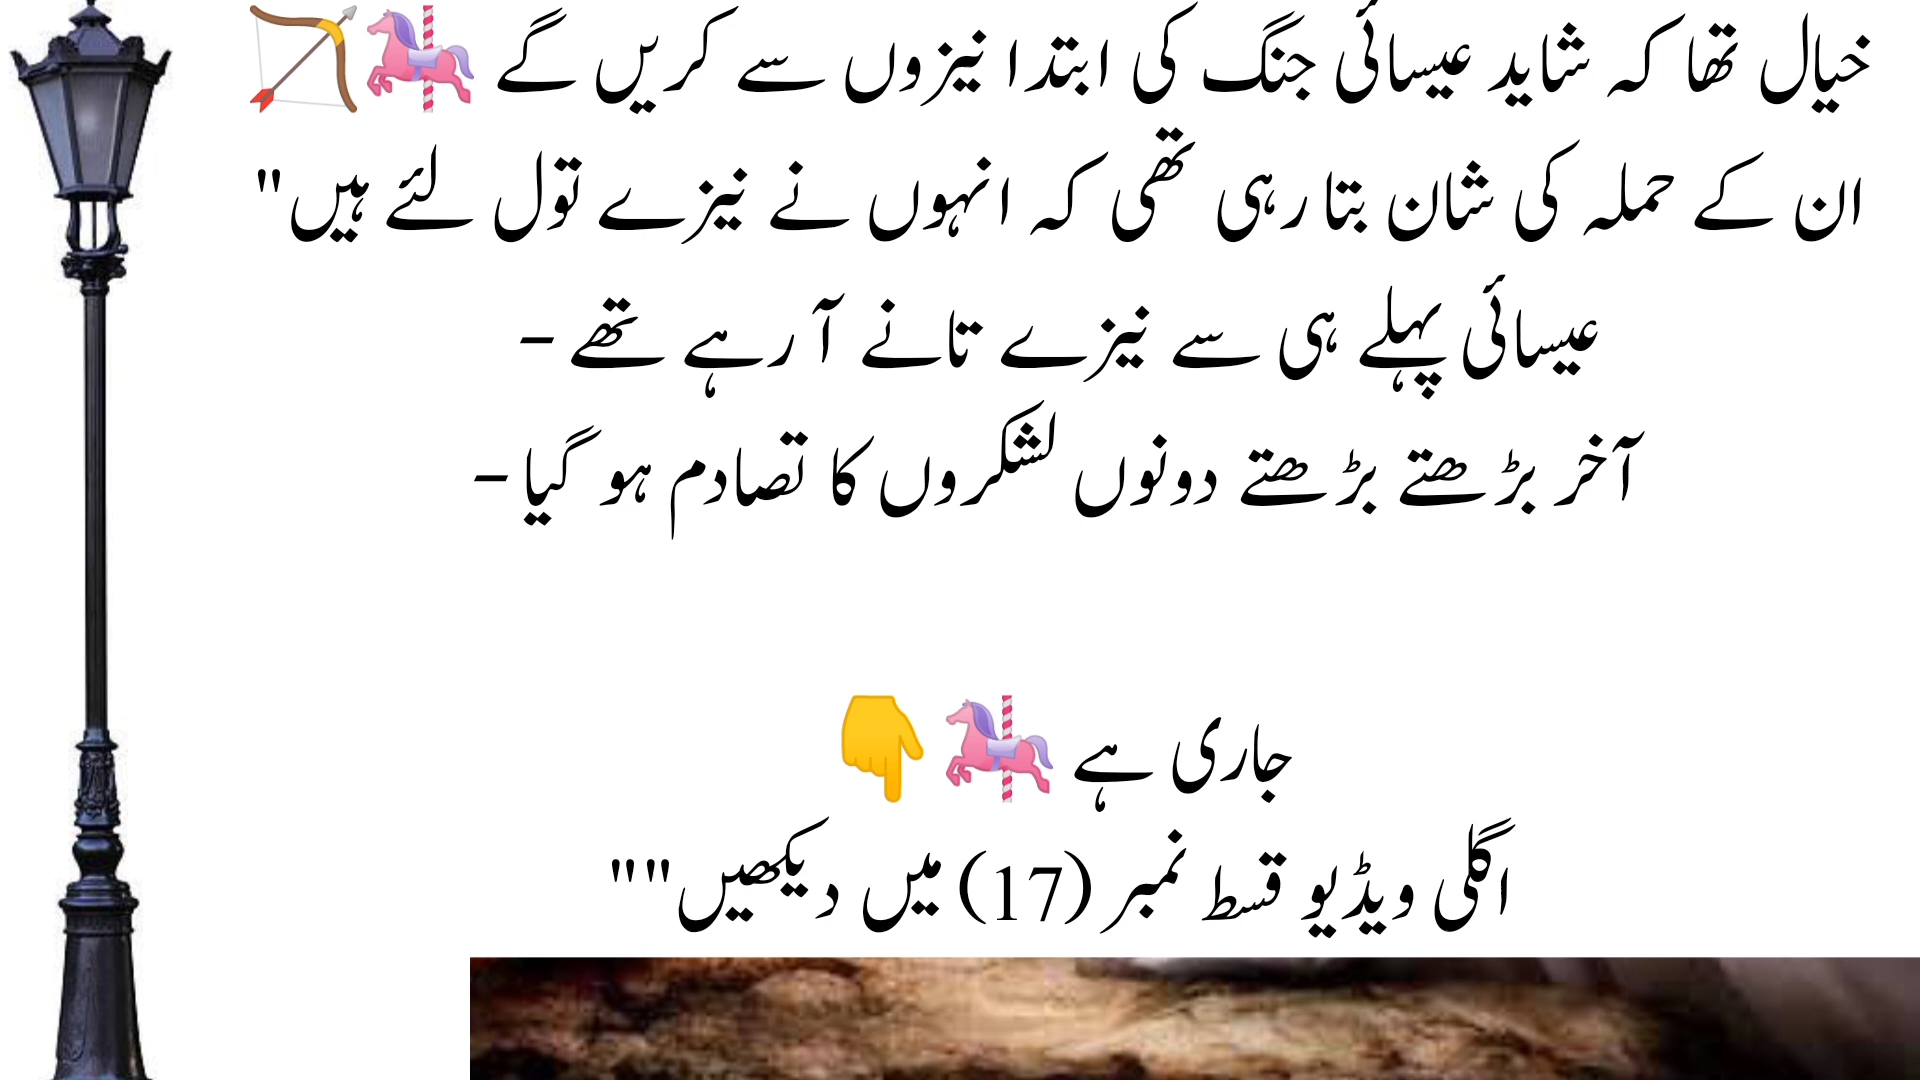 خیال تھا کہ شاید عیسائی جنگ کی ابتدا نیزوں سے کریں گے 🎠🏹
ان کے حملہ کی شان بتا رہی تھی کہ انہوں نے نیزے تول لئے ہیں"
عیسائی پہلے ہی سے نیزے تانے آ رہے تھے -
آخر بڑھتے بڑھتے دونوں لشکروں کا تصادم ہو گیا -
جاری ہے 🎠👇
اگلی ویڈیو قسط نمبر (17) میں دیکھیں""